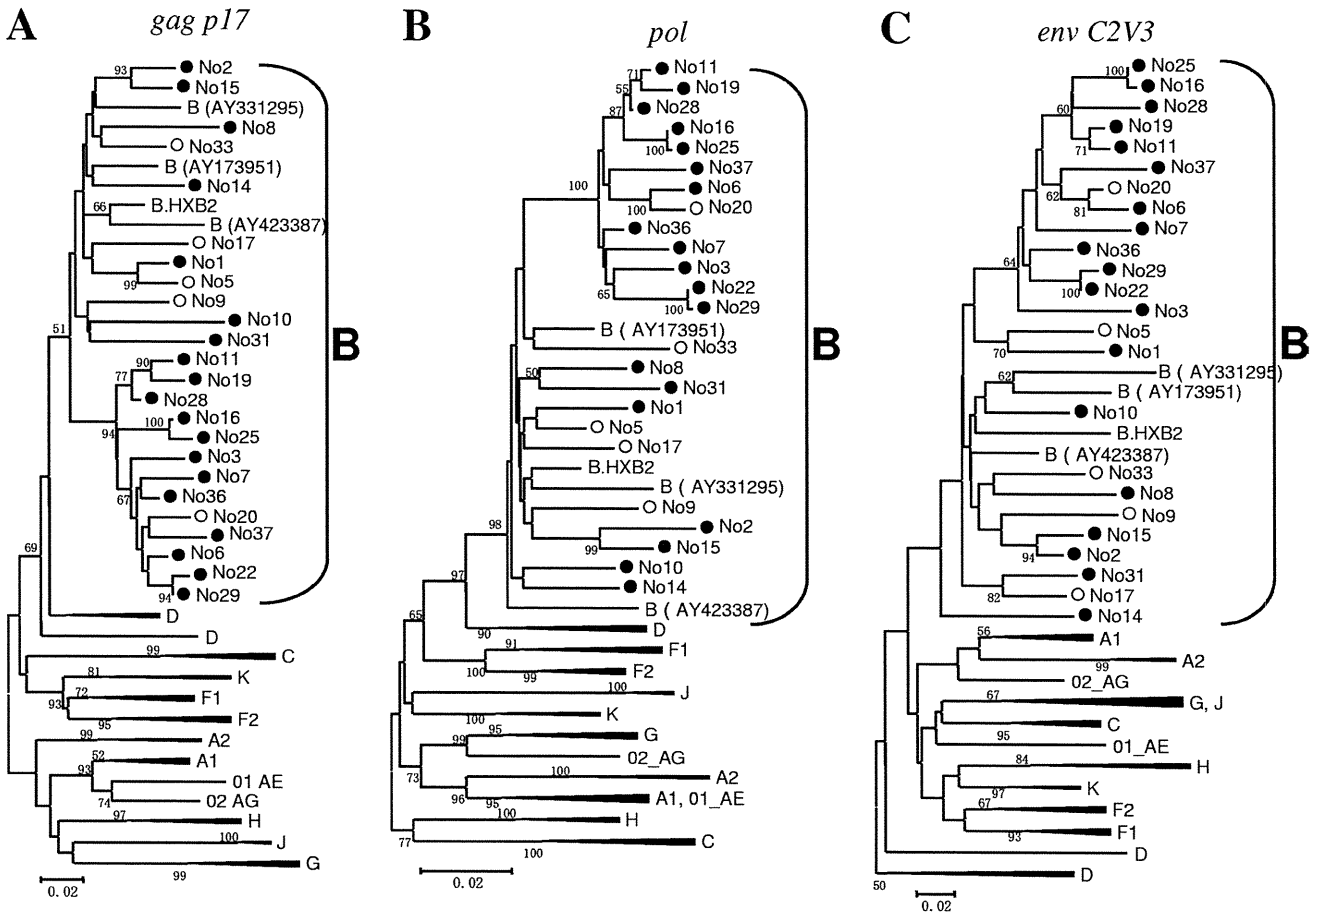 A
gag p17
93
No2
No15
B (AY331295)
No8
No33
B (AY173951)
No14
66
B.HXB2
B (AY423387)
No17
No1
99
No5
No9
No10
51
No31
B
90
No11
77
No19
No28
No16
100
94
No25
No3
No7
67
No36
No20
No37
No6
69
No22
94
No29
D
D
99
C
81
K
72
F1
93
95
F2
99
A2
52
A1
93
01 AE
74
02 AG
97
H
100
J
G
99
0.02
B
pol
71
No11
55
No19
87
No28
No16
100
No25
No37
100
No6
100
No20
No36
No7
No3
65
No22
100
No29
B ( AY173951)
No33
B
50
No8
No31
No1
No5
No17
B.HXB2
B ( AY331295)
No9
98
No2
99
No15
97
No10
No14
65
B ( AY423387)
90
D
91
F1
100
99
F2
100
J
100
K
99
95
G
02_AG
73
100
A2
96
95
A1, 01_AE
100
H
77
C
100
0.02
C
env C2V3
100
No25
No16
60
No28
No19
71
No11
No37
62
No20
81
No6
No7
64
No36
No29
100
No22
No3
No5
70
No1
B
62
B ( AY331295)
B ( AY173951)
No10
B.HXB2
B ( AY423387)
No33
No8
No9
No15
94
No2
No31
82
No17
No14
56
A1
99
A2
02_AG
67
G, J
C
95
01_AE
84
H
97
K
67
F2
93
F1
D
50
D
0.02